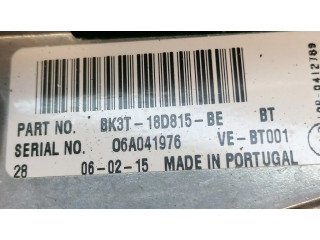 PART NO. BK3T-18D815-BE BT
SERIAL NO. 06A041976 VE-BT001
28 06-02-15 MADE IN PORTUGAL